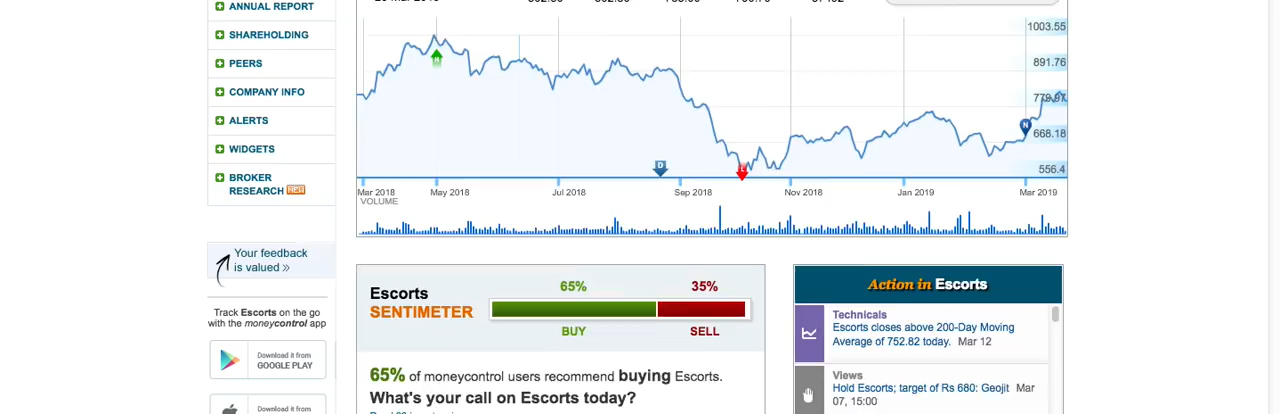 ANNUAL REPORT
SHAREHOLDING
PEERS
COMPANY INFO
ALERTS
WIDGETS
BROKER
RESEARCH
Your feedback
is valued »
Track Escorts on the go
with the moneycontrol app
Download it from
GOOGLE PLAY
Download it from
1003.55
891.76
779.97
668.18
556.4
H
D
N
Mar 2018
May 2018
Jul 2018
Sep 2018
Nov 2018
Jan 2019
Mar 2019
VOLUME
Escorts
SENTIMETER
65%
35%
BUY
SELL
65% of moneycontrol users recommend buying Escorts.
What's your call on Escorts today?
Action in Escorts
Technicals
Escorts closes above 200-Day Moving
Average of 752.82 today. Mar 12
Views
Hold Escorts; target of Rs 680: Geojit Mar
07, 15:00